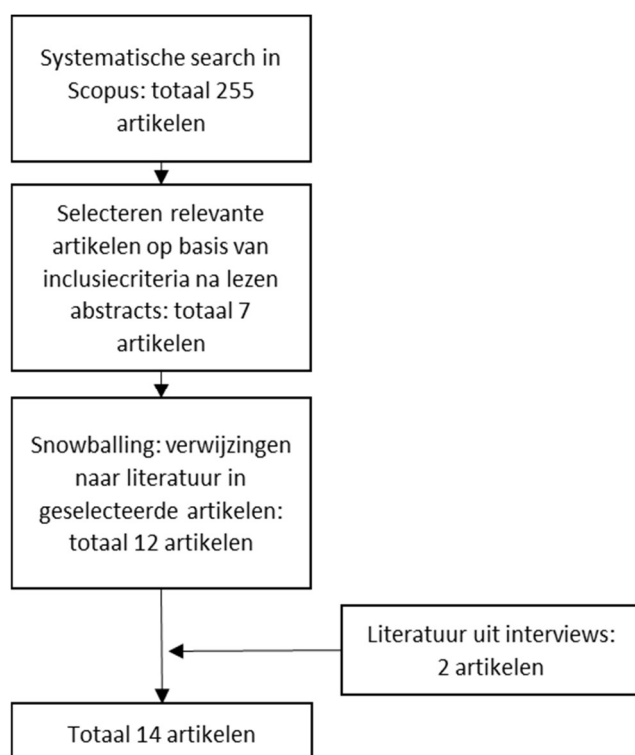 Systematische search in
Scopus: totaal 255
artikelen
Selecteren relevante
artikelen op basis van
inclusiecriteria na lezen
abstracts: totaal 7
artikelen
Snowballing: verwijzingen
naar literatuur in
geselecteerde artikelen:
totaal 12 artikelen
Literatuur uit interviews:
2 artikelen
Totaal 14 artikelen